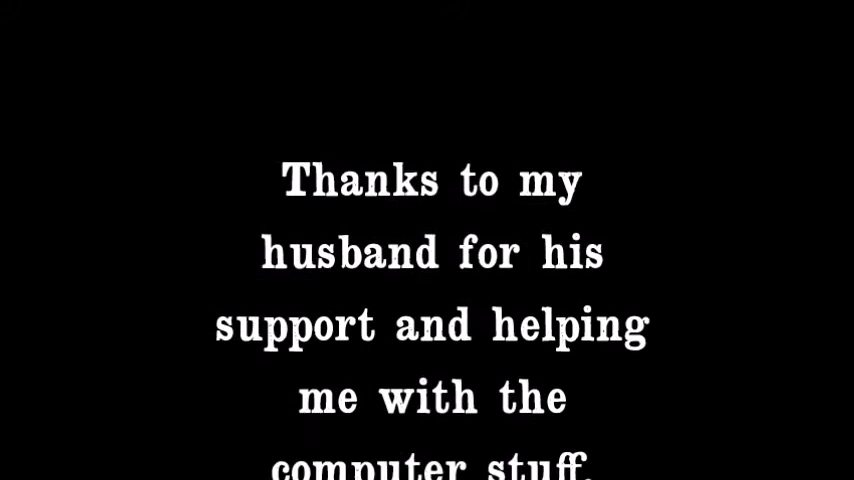 Thanks to my
husband for his
support and helping
me with the
computer stuff.